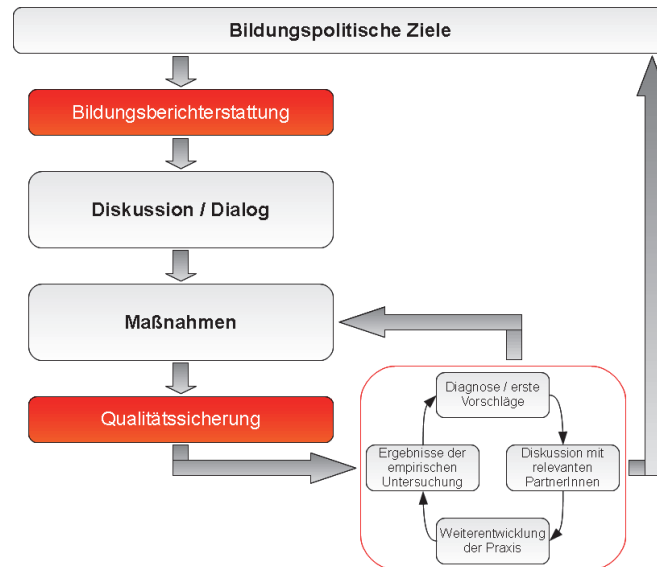 Bildungspolitische Ziele
Bildungsberichterstattung
Diskussion / Dialog
Maßnahmen
Qualitätssicherung
Diagnose / erste
Vorschläge
Ergebnisse der
empirischen
Untersuchung
Diskussion mit
relevanten
PartnerInnen
Weiterentwicklung
der Praxis